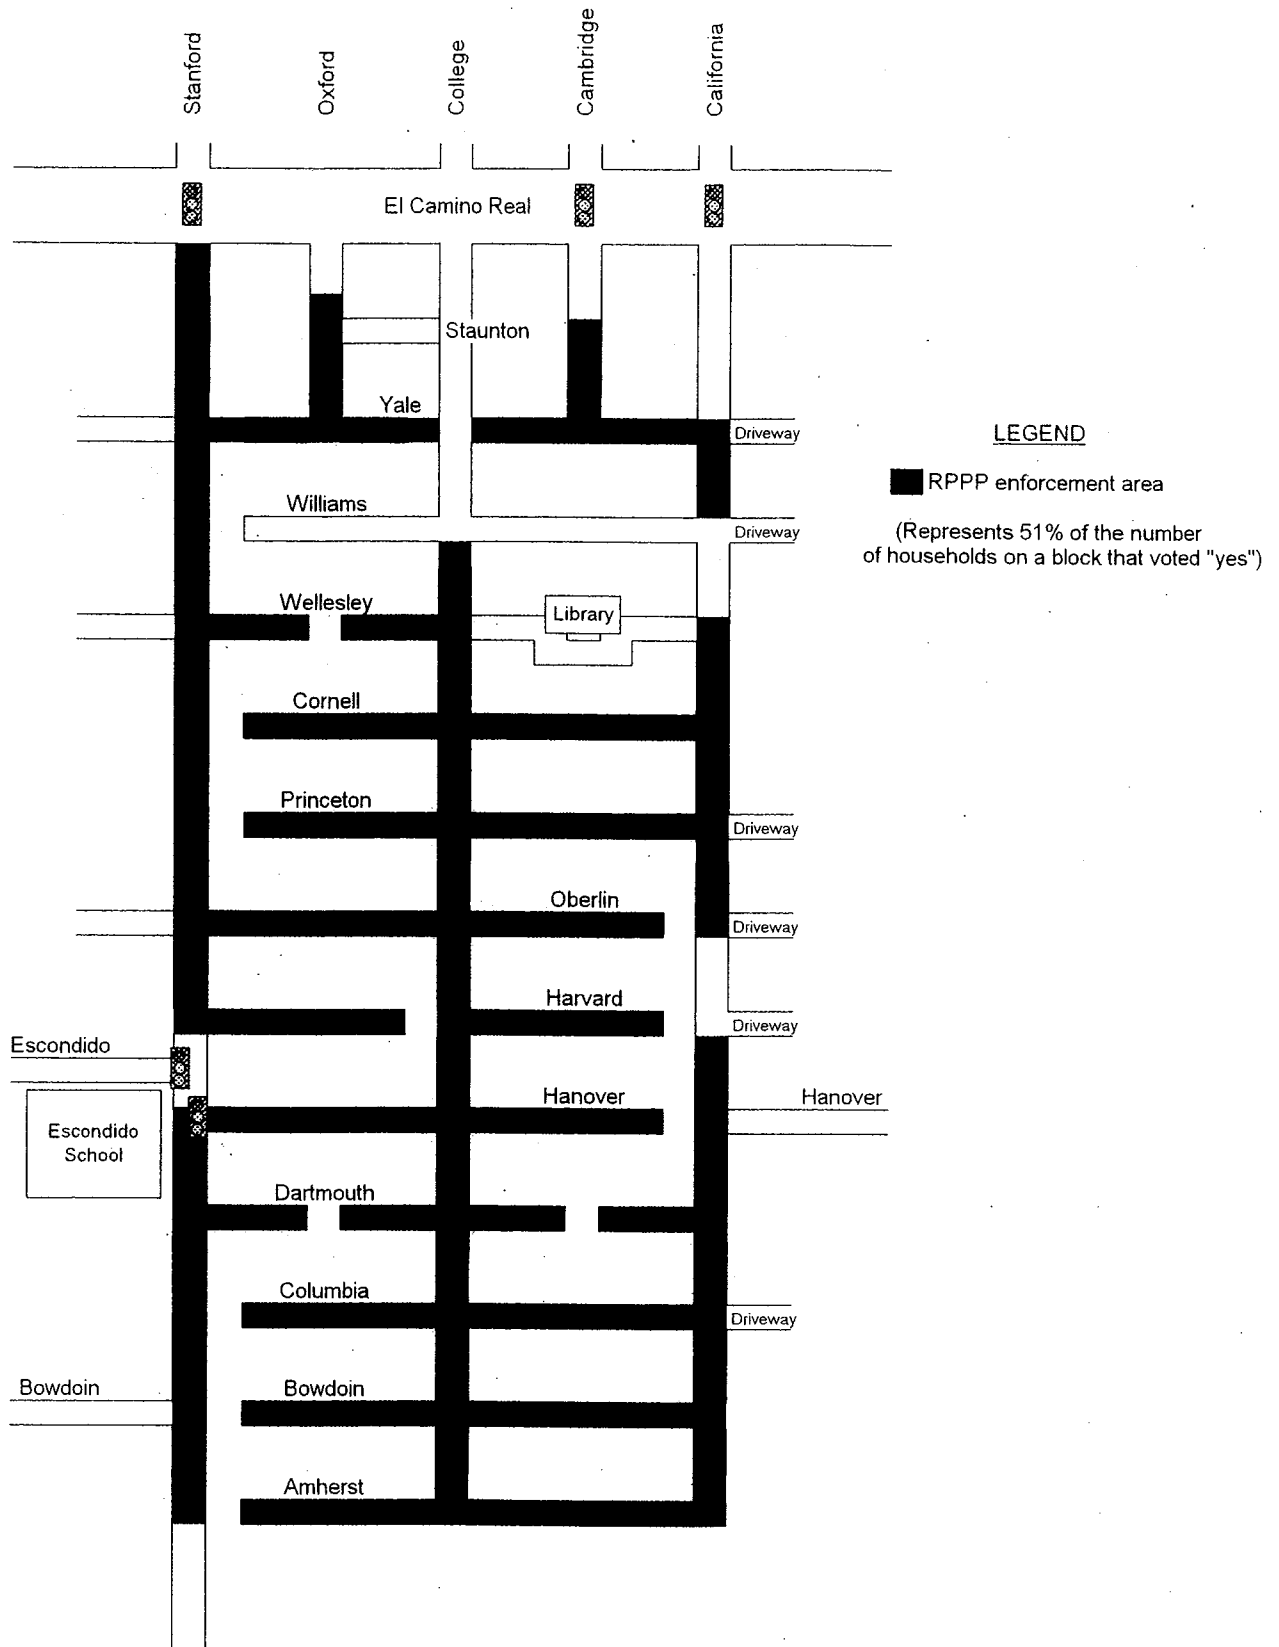 Stanford
Oxford
College
Cambridge
California
El Camino Real
Staunton
Yale
Driveway
LEGEND
RPPP enforcement area
Williams
Driveway
(Represents 51% of the number
of households on a block that voted "yes")
Wellesley
Library
Cornell
Princeton
Driveway
Oberlin
Driveway
Harvard
Driveway
Escondido
Hanover
Hanover
Escondido
School
Dartmouth
Columbia
Driveway
Bowdoin
Bowdoin
Amherst